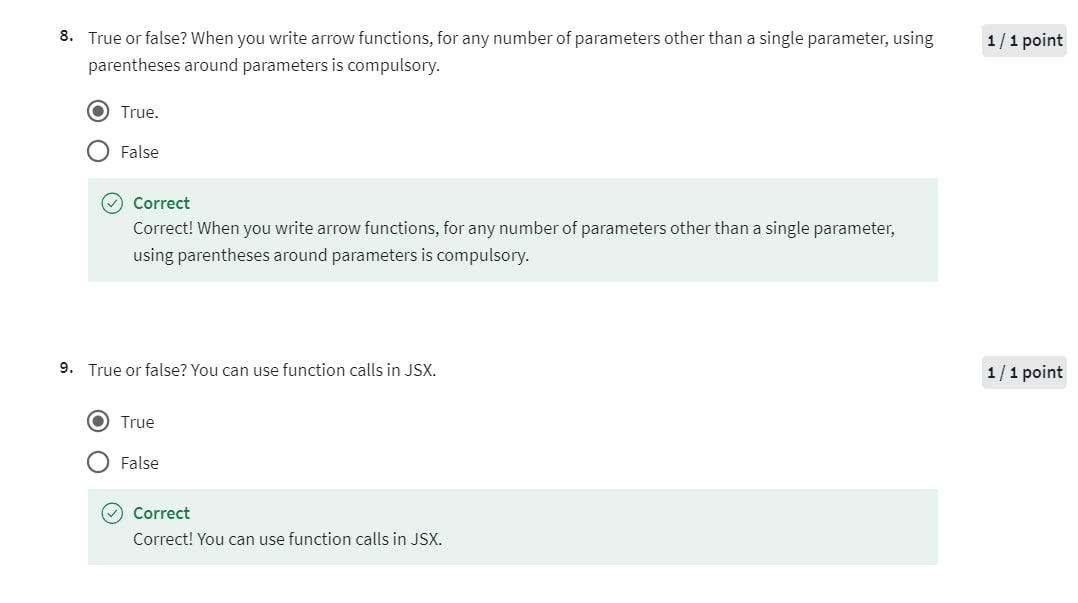 8. True or false? When you write arrow functions, for any number of parameters other than a single parameter, using 1 / 1 point
parentheses around parameters is compulsory.
True.
False
Correct
Correct! When you write arrow functions, for any number of parameters other than a single parameter,
using parentheses around parameters is compulsory.
9. True or false? You can use function calls in JSX. 1 / 1 point
True
False
Correct
Correct! You can use function calls in JSX.